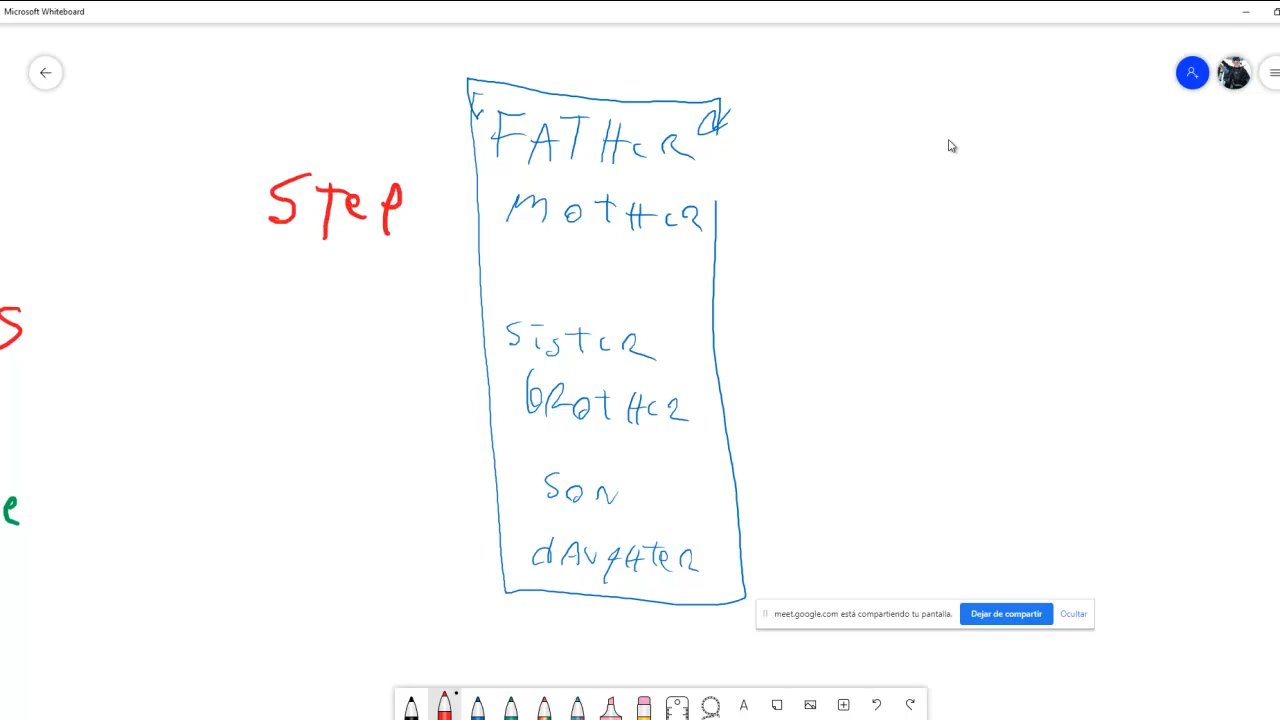 Microsoft Whiteboard
FATHER
STEP
MOTHER
S
SISTER
bROTHER
SON
e
dAUgHTER
meet.google.com está compartiendo tu pantalla.
Dejar de compartir
Ocultar
A